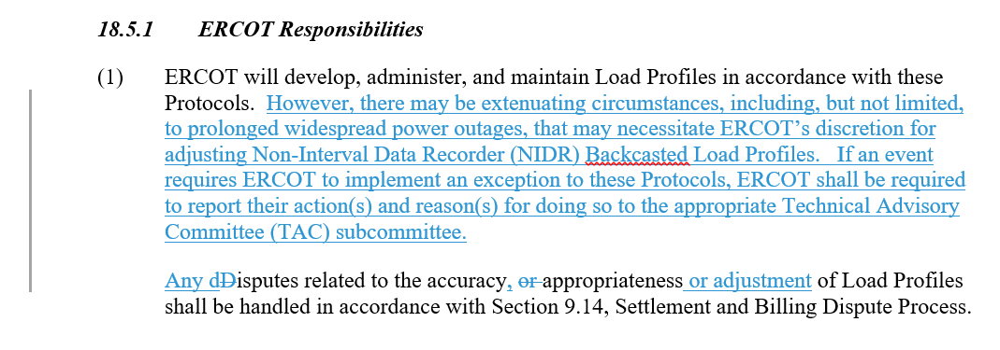 18.5.1 ERCOT Responsibilities
(1) ERCOT will develop, administer, and maintain Load Profiles in accordance with these
Protocols. However, there may be extenuating circumstances, including, but not limited,
to prolonged widespread power outages, that may necessitate ERCOT’s discretion for
adjusting Non-Interval Data Recorder (NIDR) Backcasted Load Profiles. If an event
requires ERCOT to implement an exception to these Protocols, ERCOT shall be required
to report their action(s) and reason(s) for doing so to the appropriate Technical Advisory
Committee (TAC) subcommittee.
Any dDisputes related to the accuracy, or appropriateness or adjustment of Load Profiles
shall be handled in accordance with Section 9.14, Settlement and Billing Dispute Process.